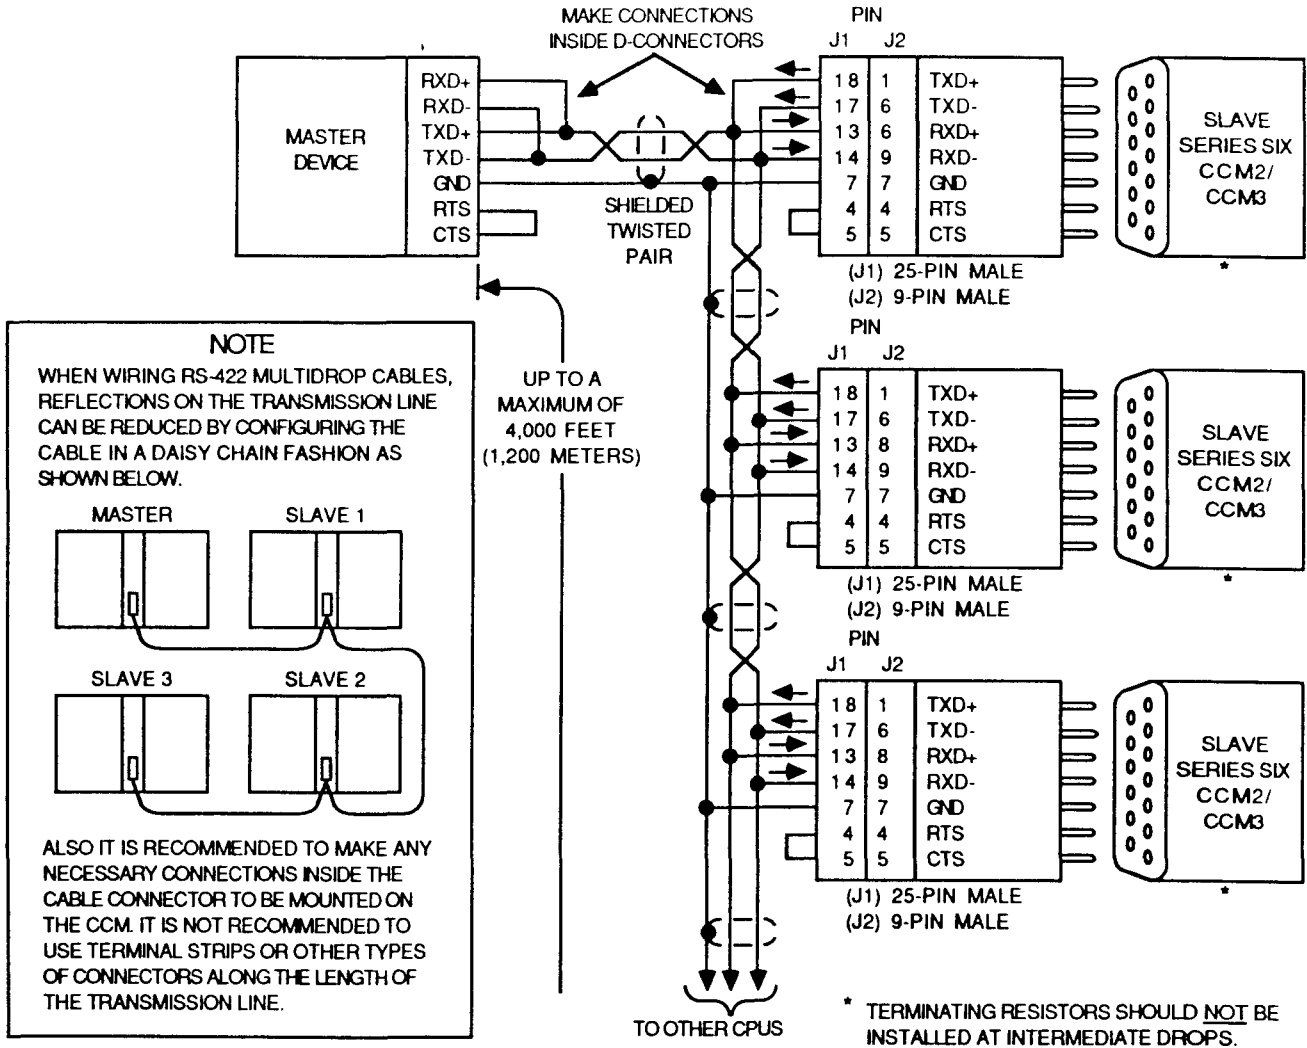 MAKE CONNECTIONS
INSIDE D-CONNECTORS
MASTER
DEVICE
RXD+
RXD-
TXD+
TXD-
GND
RTS
CTS
SHIELDED
TWISTED
PAIR
PIN
J1 J2
18 1 TXD+
17 6 TXD-
13 6 RXD+
14 9 RXD-
7 7 GND
4 4 RTS
5 5 CTS
(J1) 25-PIN MALE
(J2) 9-PIN MALE
SLAVE
SERIES SIX
CCM2/
CCM3
*
UP TO A
MAXIMUM OF
4,000 FEET
(1,200 METERS)
PIN
J1 J2
18 1 TXD+
17 6 TXD-
13 8 RXD+
14 9 RXD-
7 7 GND
4 4 RTS
5 5 CTS
(J1) 25-PIN MALE
(J2) 9-PIN MALE
SLAVE
SERIES SIX
CCM2/
CCM3
*
PIN
J1 J2
18 1 TXD+
17 6 TXD-
13 8 RXD+
14 9 RXD-
7 7 GND
4 4 RTS
5 5 CTS
(J1) 25-PIN MALE
(J2) 9-PIN MALE
SLAVE
SERIES SIX
CCM2/
CCM3
*
TO OTHER CPUS
* TERMINATING RESISTORS SHOULD NOT BE
INSTALLED AT INTERMEDIATE DROPS.
NOTE
WHEN WIRING RS-422 MULTIDROP CABLES,
REFLECTIONS ON THE TRANSMISSION LINE
CAN BE REDUCED BY CONFIGURING THE
CABLE IN A DAISY CHAIN FASHION AS
SHOWN BELOW.
MASTER SLAVE 1
SLAVE 3 SLAVE 2
ALSO IT IS RECOMMENDED TO MAKE ANY
NECESSARY CONNECTIONS INSIDE THE
CABLE CONNECTOR TO BE MOUNTED ON
THE CCM. IT IS NOT RECOMMENDED TO
USE TERMINAL STRIPS OR OTHER TYPES
OF CONNECTORS ALONG THE LENGTH OF
THE TRANSMISSION LINE.